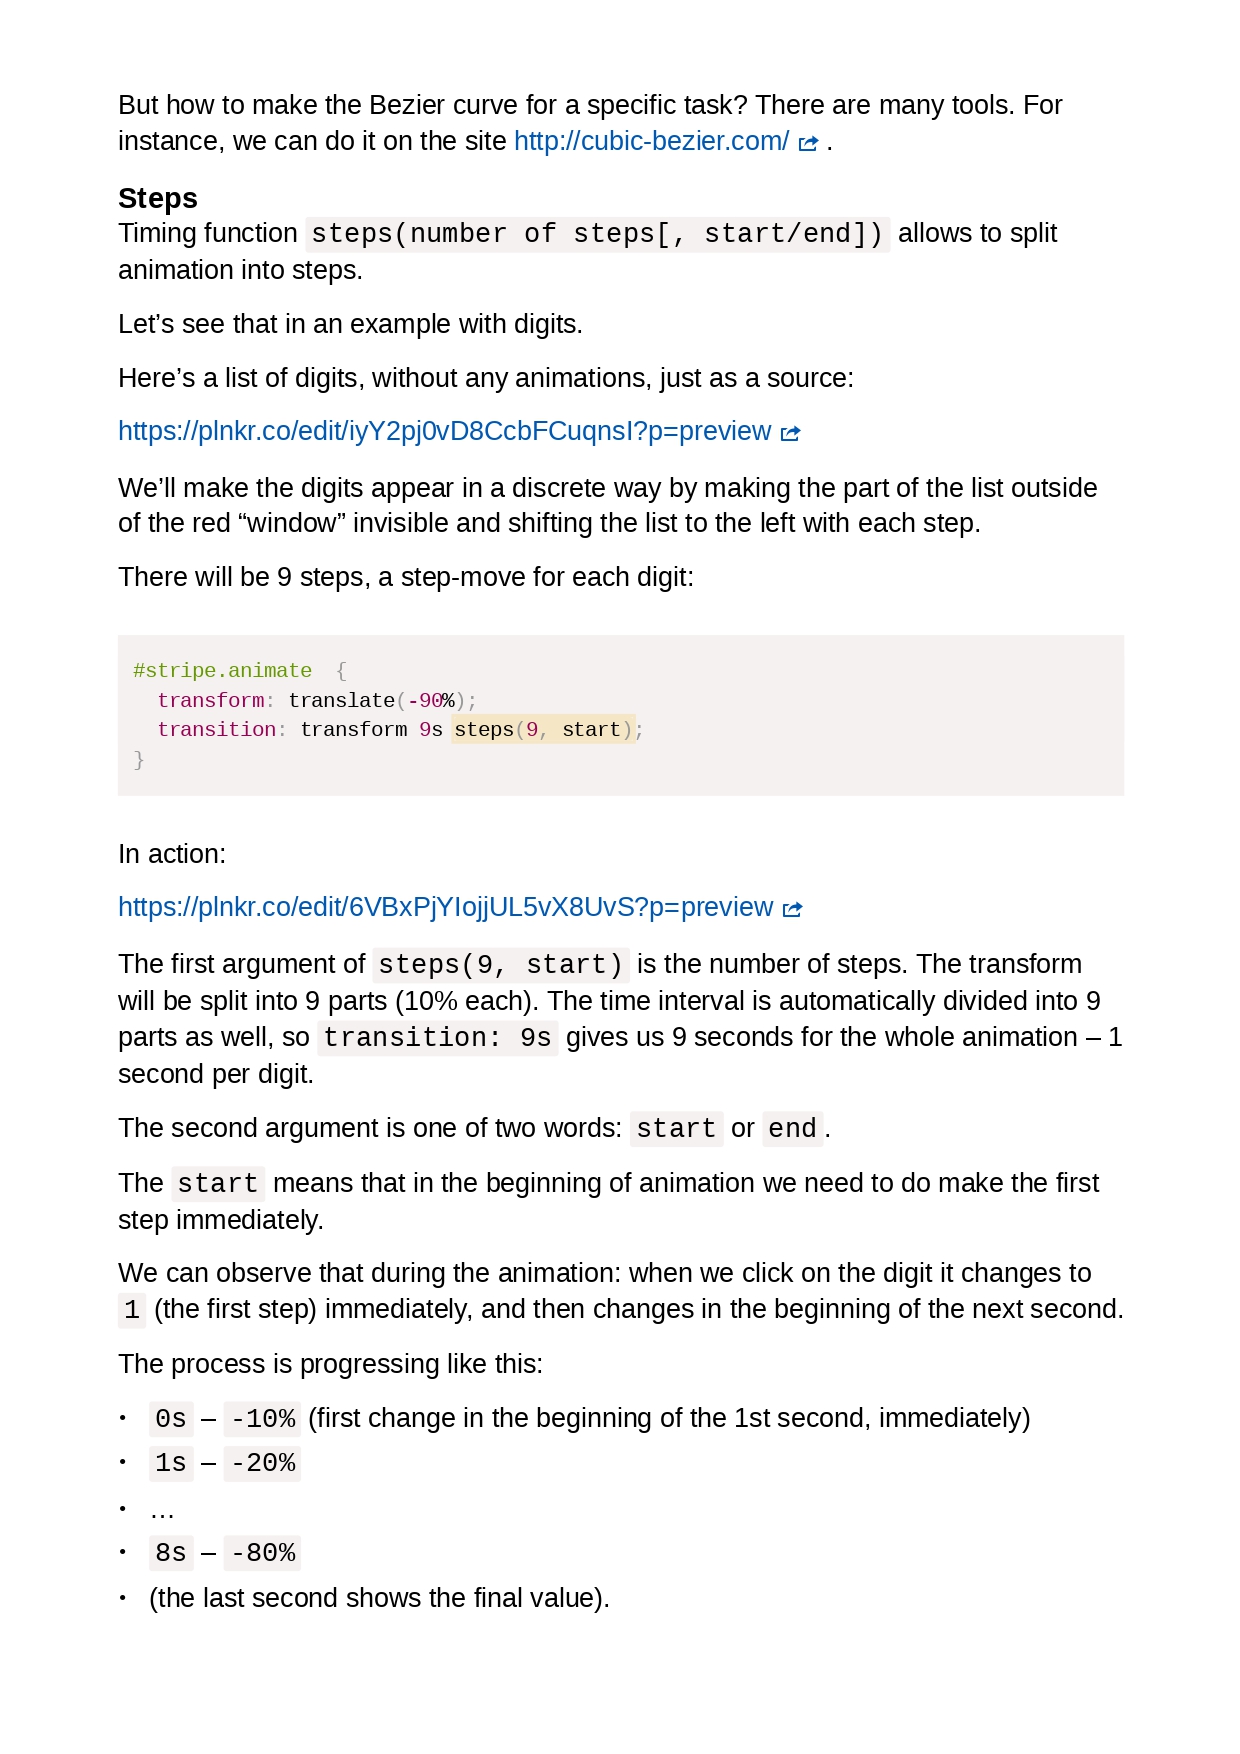 But how to make the Bezier curve for a specific task? There are many tools. For
instance, we can do it on the site http://cubic-bezier.com/ .
Steps
Timing function steps(number of steps[, start/end]) allows to split
animation into steps.
Let’s see that in an example with digits.
Here’s a list of digits, without any animations, just as a source:
https://plnkr.co/edit/iyY2pj0vD8CcbFCuqnsI?p=preview
We’ll make the digits appear in a discrete way by making the part of the list outside
of the red “window” invisible and shifting the list to the left with each step.
There will be 9 steps, a step-move for each digit:
#stripe.animate  {
  transform: translate(-90%);
  transition: transform 9s steps(9, start);
}
In action:
https://plnkr.co/edit/6VBxPjYIojjUL5vX8UvS?p=preview
The first argument of steps(9, start) is the number of steps. The transform
will be split into 9 parts (10% each). The time interval is automatically divided into 9
parts as well, so transition: 9s gives us 9 seconds for the whole animation – 1
second per digit.
The second argument is one of two words: start or end.
The start means that in the beginning of animation we need to do make the first
step immediately.
We can observe that during the animation: when we click on the digit it changes to
1 (the first step) immediately, and then changes in the beginning of the next second.
The process is progressing like this:
• 0s – -10% (first change in the beginning of the 1st second, immediately)
• 1s – -20%
• …
• 8s – -80%
• (the last second shows the final value).